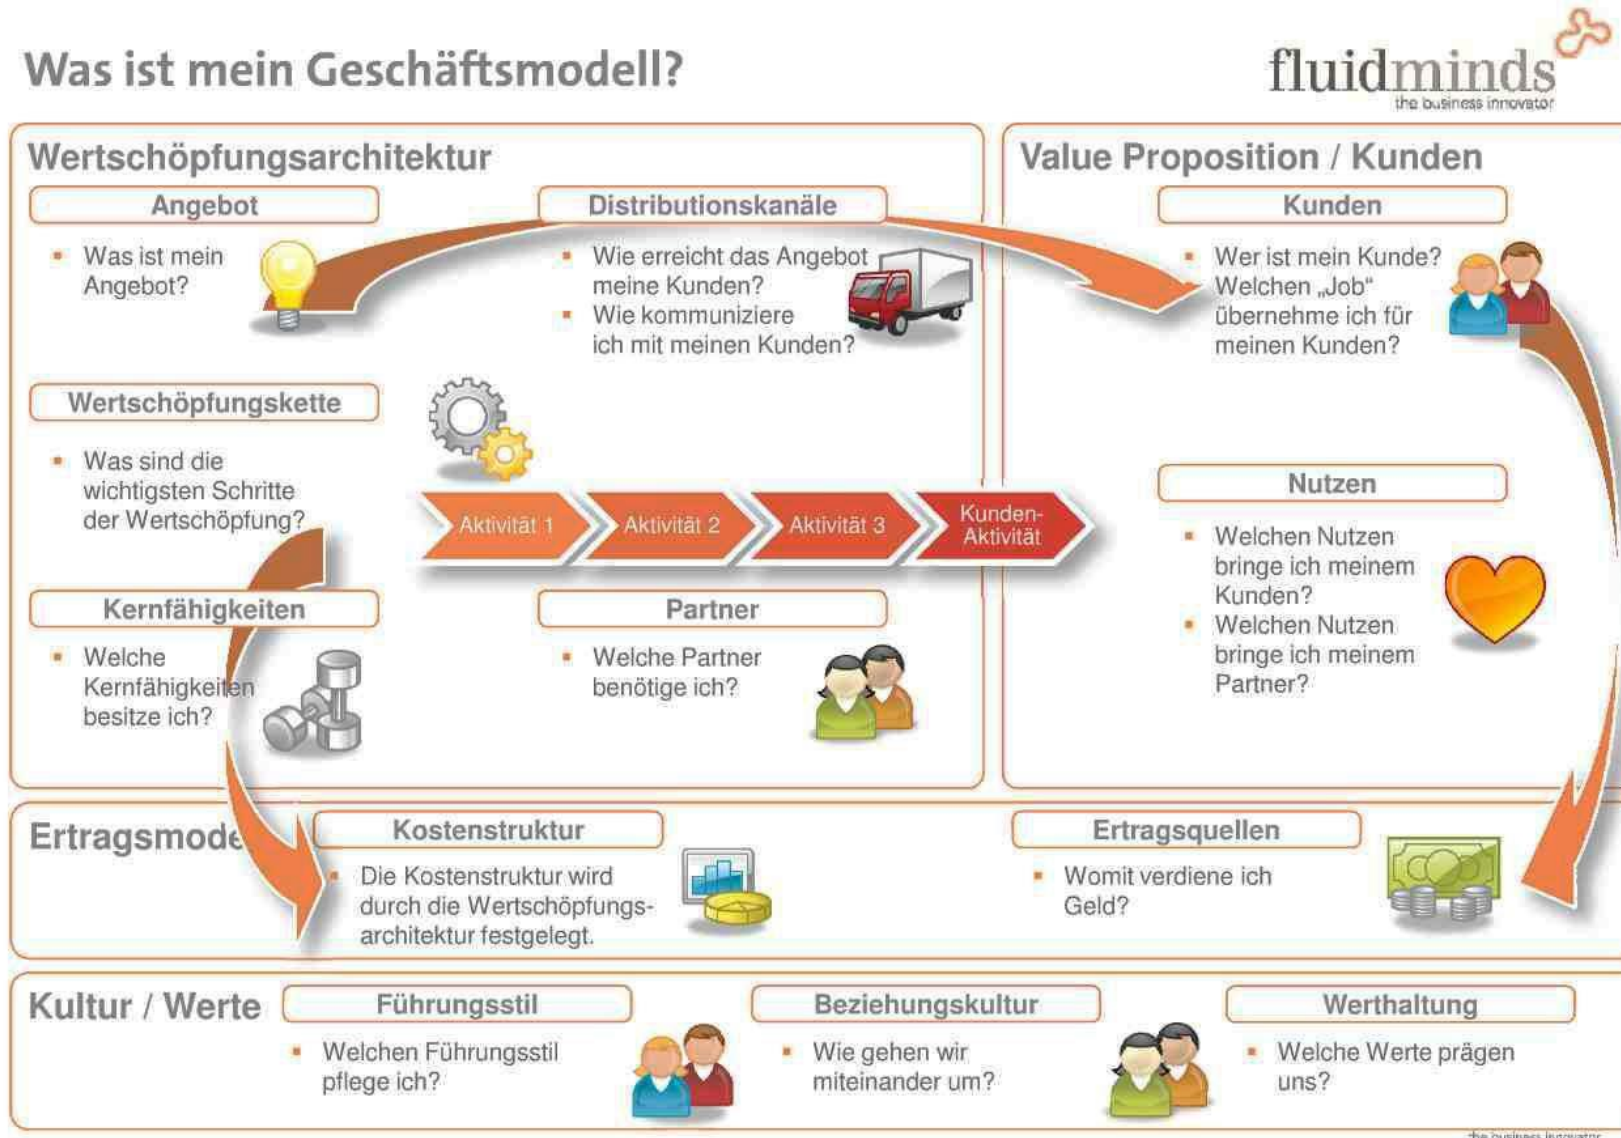 Was ist mein Geschäftsmodell?
fluidminds
the business innovator
Wertschöpfungsarchitektur
Angebot
Was ist mein
Angebot?
Distributionskanäle
Wie erreicht das Angebot
meine Kunden?
Wie kommuniziere
ich mit meinen Kunden?
Wertschöpfungskette
Was sind die
wichtigsten Schritte
der Wertschöpfung?
Aktivität 1
Aktivität 2
Aktivität 3
Kunden-
Aktivität
Kernfähigkeiten
Welche
Kernfähigkeiten
besitze ich?
Partner
Welche Partner
benötige ich?
Value Proposition / Kunden
Kunden
Wer ist mein Kunde?
Welchen „Job"
übernehme ich für
meinen Kunden?
Nutzen
Welchen Nutzen
bringe ich meinem
Kunden?
Welchen Nutzen
bringe ich meinem
Partner?
Ertragsmode
Kostenstruktur
Die Kostenstruktur wird
durch die Wertschöpfungs-
architektur festgelegt.
Ertragsquellen
Womit verdiene ich
Geld?
Kultur / Werte
Führungsstil
Welchen Führungsstil
pflege ich?
Beziehungskultur
Wie gehen wir
miteinander um?
Werthaltung
Welche Werte prägen
uns?
the business innovator